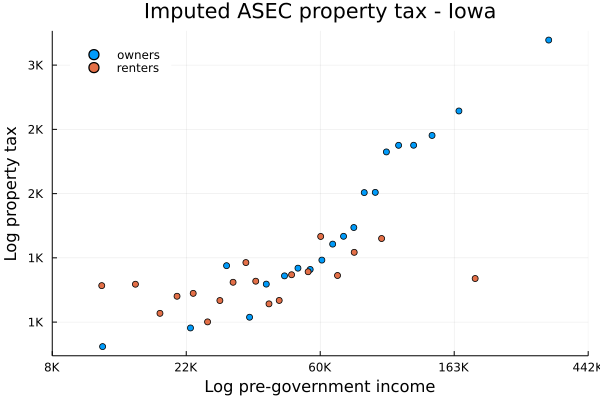 Imputed ASEC property tax - Iowa
owners
renters
3K
2K
2K
1K
1K
Log property tax
8K
22K
60K
163K
442K
Log pre-government income